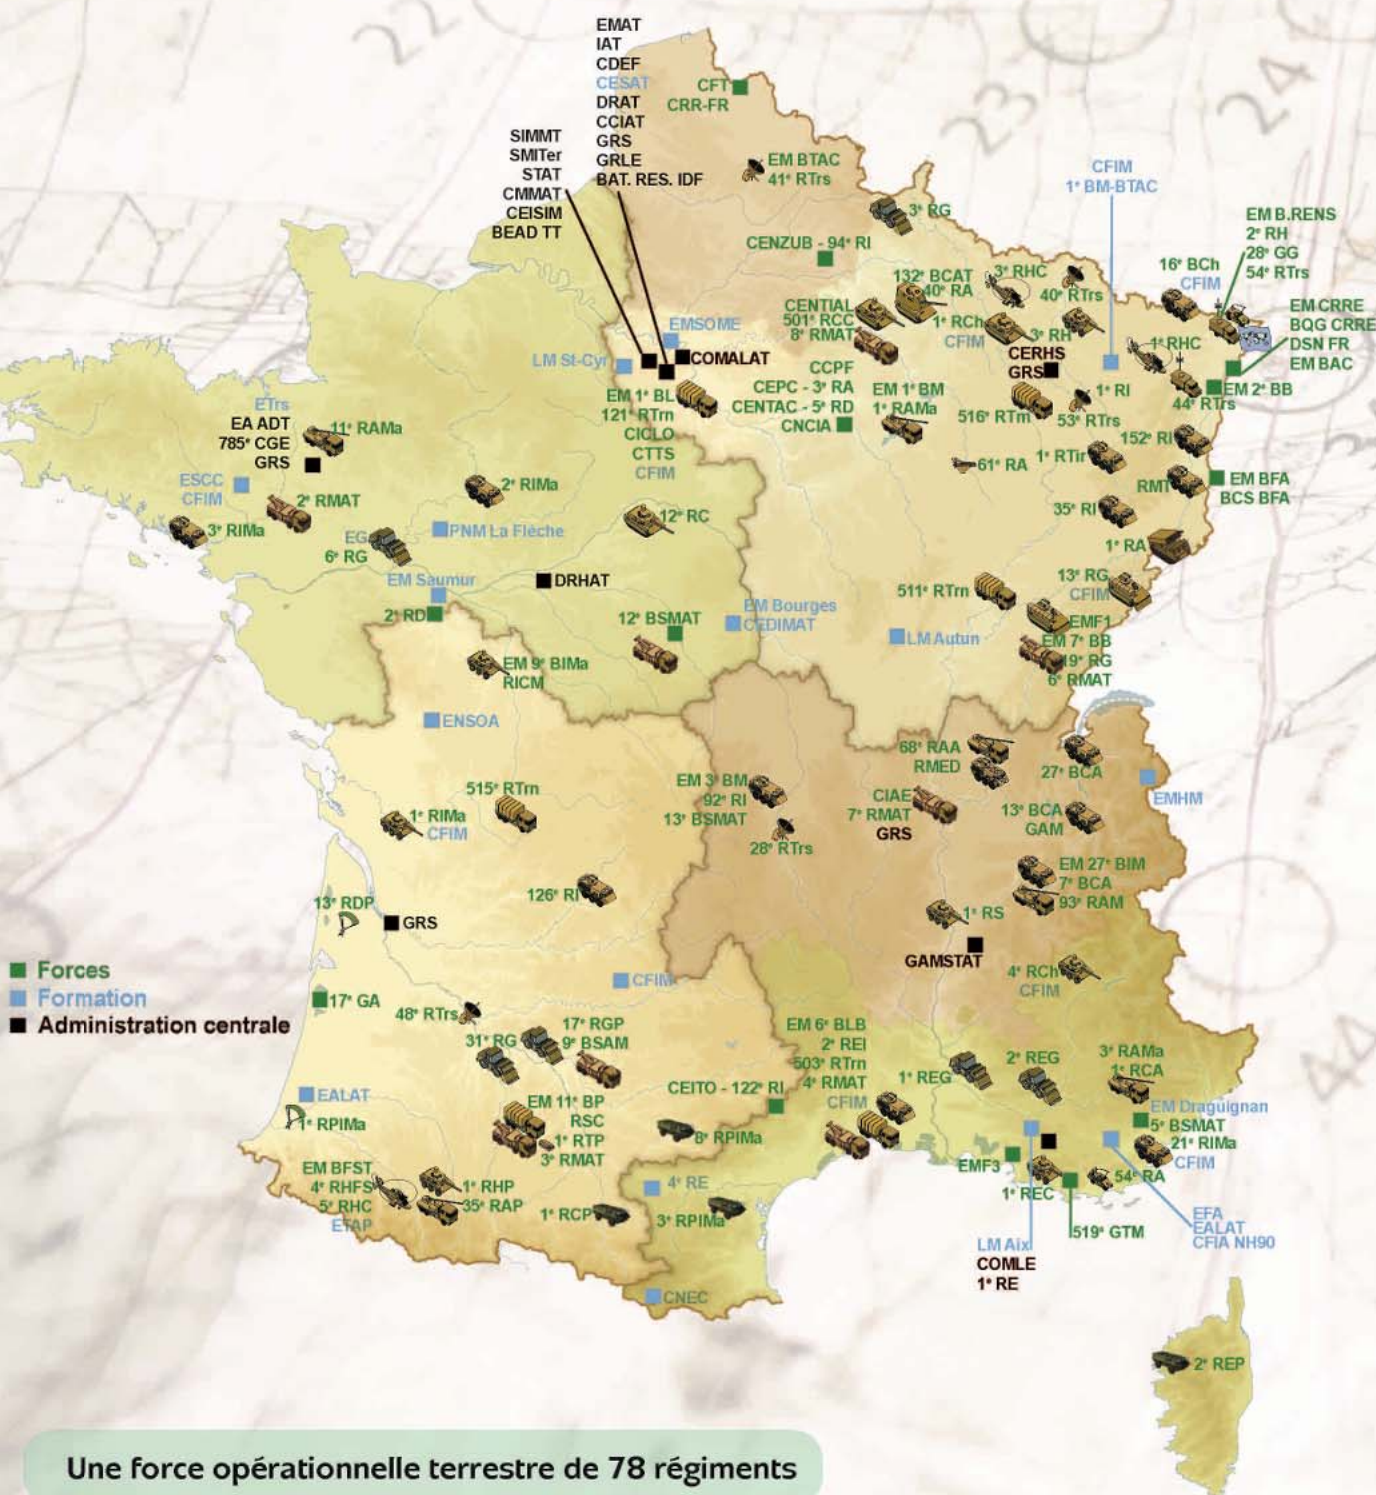 EMAT
IAT
CDEF
CESAT
DRAT
CCIAT
GRS
GRLE
BAT. RES. IDF
SIMMT
SMITer
STAT
CMMAT
CEISIM
BEAD TT
22
23
24
CFT
CRR-FR
EM BTAC
41e RTrs
3e RG
CENZUB - 94e RI
CFIM
1e BM-BTAC
EM B.RENS
2e RH
28e GG
54e RTrs
16e BCh
CFIM
EM CRRE
BQG CRRE
DSN FR
EM BAC
132e BCAT
40e RA
3e RHC
40e RTrs
CENTIAL
501e RCC
8e RMAT
1e RCh
CFIM
3e RH
CERHS
GRS
1e RHC
EMSOME
COMALAT
LM St-Cyr
EM 1e BL
121e RTrn
CICLO
CTTS
CFIM
CCPF
CEPC - 3e RA
CENTAC - 5e RD
CNCIA
EM 1e BM
1e RAMa
516e RTrn
53e RTrs
1e RI
44e RTrs
EM 2e BB
152e RI
61e RA
1e RTir
RMT
EM BFA
BCS BFA
35e RI
1e RA
ETrs
EA ADT
785e CGE
GRS
11e RAMa
ESCC
CFIM
2e RMAT
3e RIMa
2e RIMa
12e RC
EG
6e RG
PNM La Flèche
EM Saumur
2e RD
DRHAT
12e BSMAT
EM Bourges
CEDIMAT
LM Autun
511e RTrn
13e RG
CFIM
EMF1
EM 7e BB
19e RG
6e RMAT
EM 9e BIMa
RICM
ENSOA
515e RTrn
1e RIMa
CFIM
126e RI
EM 3e BM
92e RI
13e BSMAT
28e RTrs
68e RAA
RMED
CIAE
7e RMAT
GRS
27e BCA
EMHM
13e BCA
GAM
EM 27e BIM
7e BCA
93e RAM
1e RS
GAMSTAT
4e RCh
CFIM
13e RDP
GRS
Forces
Formation
Administration centrale
17e GA
48e RTrs
CFIM
31e RG
17e RGP
9e BSAM
EALAT
1e RPIMa
EM 11e BP
RSC
1e RTP
3e RMAT
CEITO - 122e RI
8e RPIMa
EM 6e BLB
2e REI
503e RTrn
4e RMAT
CFIM
1e REG
2e REG
3e RAMa
1e RCA
EM Draguignan
5e BSMAT
21e RIMa
CFIM
EM BFST
4e RHFS
5e RHC
ETAP
1e RHP
35e RAP
1e RCP
4e RE
3e RPIMa
CNEC
EMF3
1e REC
54e RA
519e GTM
EFA
EALAT
CFIA NH90
LM Aix
COMLE
1e RE
2e REP
Une force opérationnelle terrestre de 78 régiments